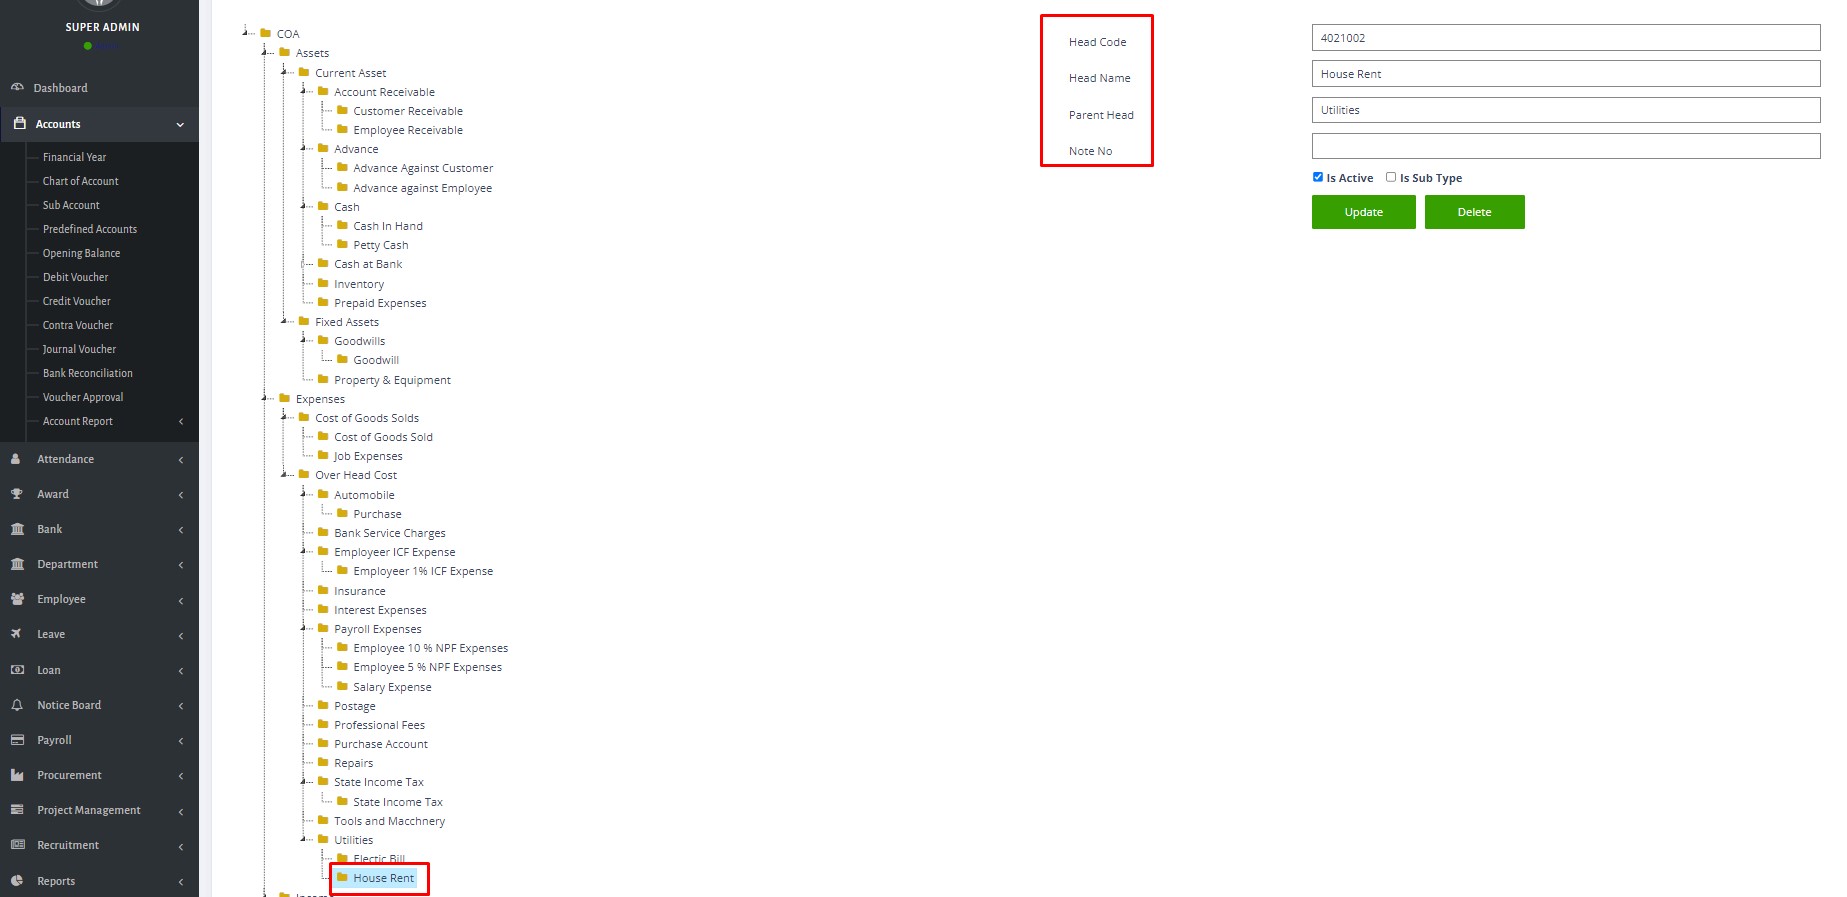 SUPER ADMIN
Dashboard
Accounts
Financial Year
Chart of Account
Sub Account
Predefined Accounts
Opening Balance
Debit Voucher
Credit Voucher
Contra Voucher
Journal Voucher
Bank Reconciliation
Voucher Approval
Account Report
Attendance
Award
Bank
Department
Employee
Leave
Loan
Notice Board
Payroll
Procurement
Project Management
Recruitment
Reports
COA
Assets
Current Asset
Account Receivable
Customer Receivable
Employee Receivable
Advance
Advance Against Customer
Advance against Employee
Cash
Cash In Hand
Petty Cash
Cash at Bank
Inventory
Prepaid Expenses
Fixed Assets
Goodwills
Goodwill
Property & Equipment
Expenses
Cost of Goods Solds
Cost of Goods Sold
Job Expenses
Over Head Cost
Automobile
Purchase
Bank Service Charges
Employeer ICF Expense
Employeer 1% ICF Expense
Insurance
Interest Expenses
Payroll Expenses
Employee 10 % NPF Expenses
Employee 5 % NPF Expenses
Salary Expense
Postage
Professional Fees
Purchase Account
Repairs
State Income Tax
State Income Tax
Tools and Macchnery
Utilities
Electic Bill
House Rent
Head Code 4021002
Head Name House Rent
Parent Head Utilities
Note No
Is Active Is Sub Type
Update Delete